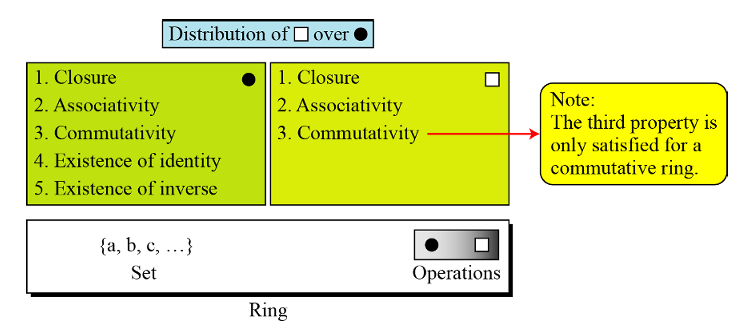 Distribution of □ over ●
1. Closure ●
2. Associativity
3. Commutativity
4. Existence of identity
5. Existence of inverse
1. Closure □
2. Associativity
3. Commutativity
Note:
The third property is
only satisfied for a
commutative ring.
{a, b, c, …}
Set
● □
Operations
Ring